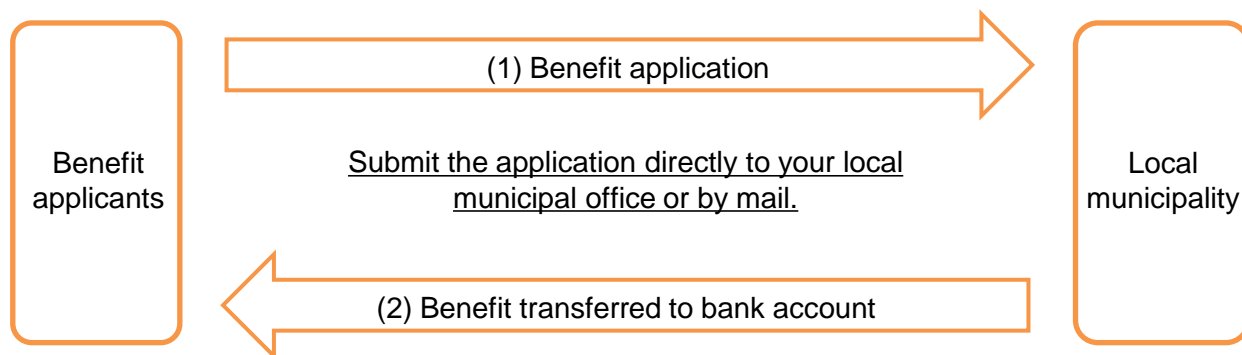 (1) Benefit application
Benefit
applicants
Submit the application directly to your local
municipal office or by mail.
Local
municipality
(2) Benefit transferred to bank account